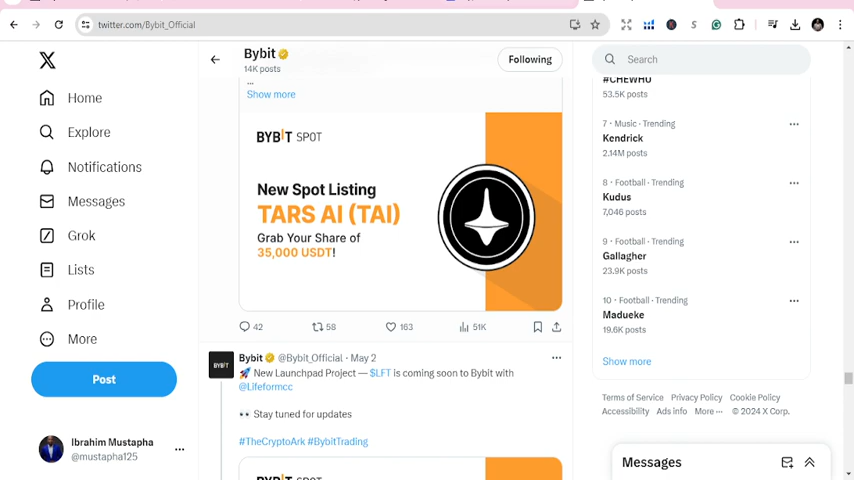 twitter.com/Bybit_Official
Home
Explore
Notifications
Messages
Grok
Lists
Profile
More
Post
Ibrahim Mustapha
@mustapha125
Bybit
14K posts
Following
...
Show more
BYBIT SPOT
New Spot Listing
TARS AI (TAI)
Grab Your Share of
35,000 USDT!
42 58 163 51K
Bybit @Bybit_Official · May 2
🚀 New Launchpad Project — $LFT is coming soon to Bybit with
@Lifeformcc
👀 Stay tuned for updates
#TheCryptoArk #BybitTrading
BYBIT
Search
53.5K posts
7 · Music · Trending
Kendrick
2.14M posts
8 · Football · Trending
Kudus
7,046 posts
9 · Football · Trending
Gallagher
23.9K posts
10 · Football · Trending
Madueke
19.6K posts
Show more
Terms of Service Privacy Policy Cookie Policy
Accessibility Ads info More ··· © 2024 X Corp.
Messages